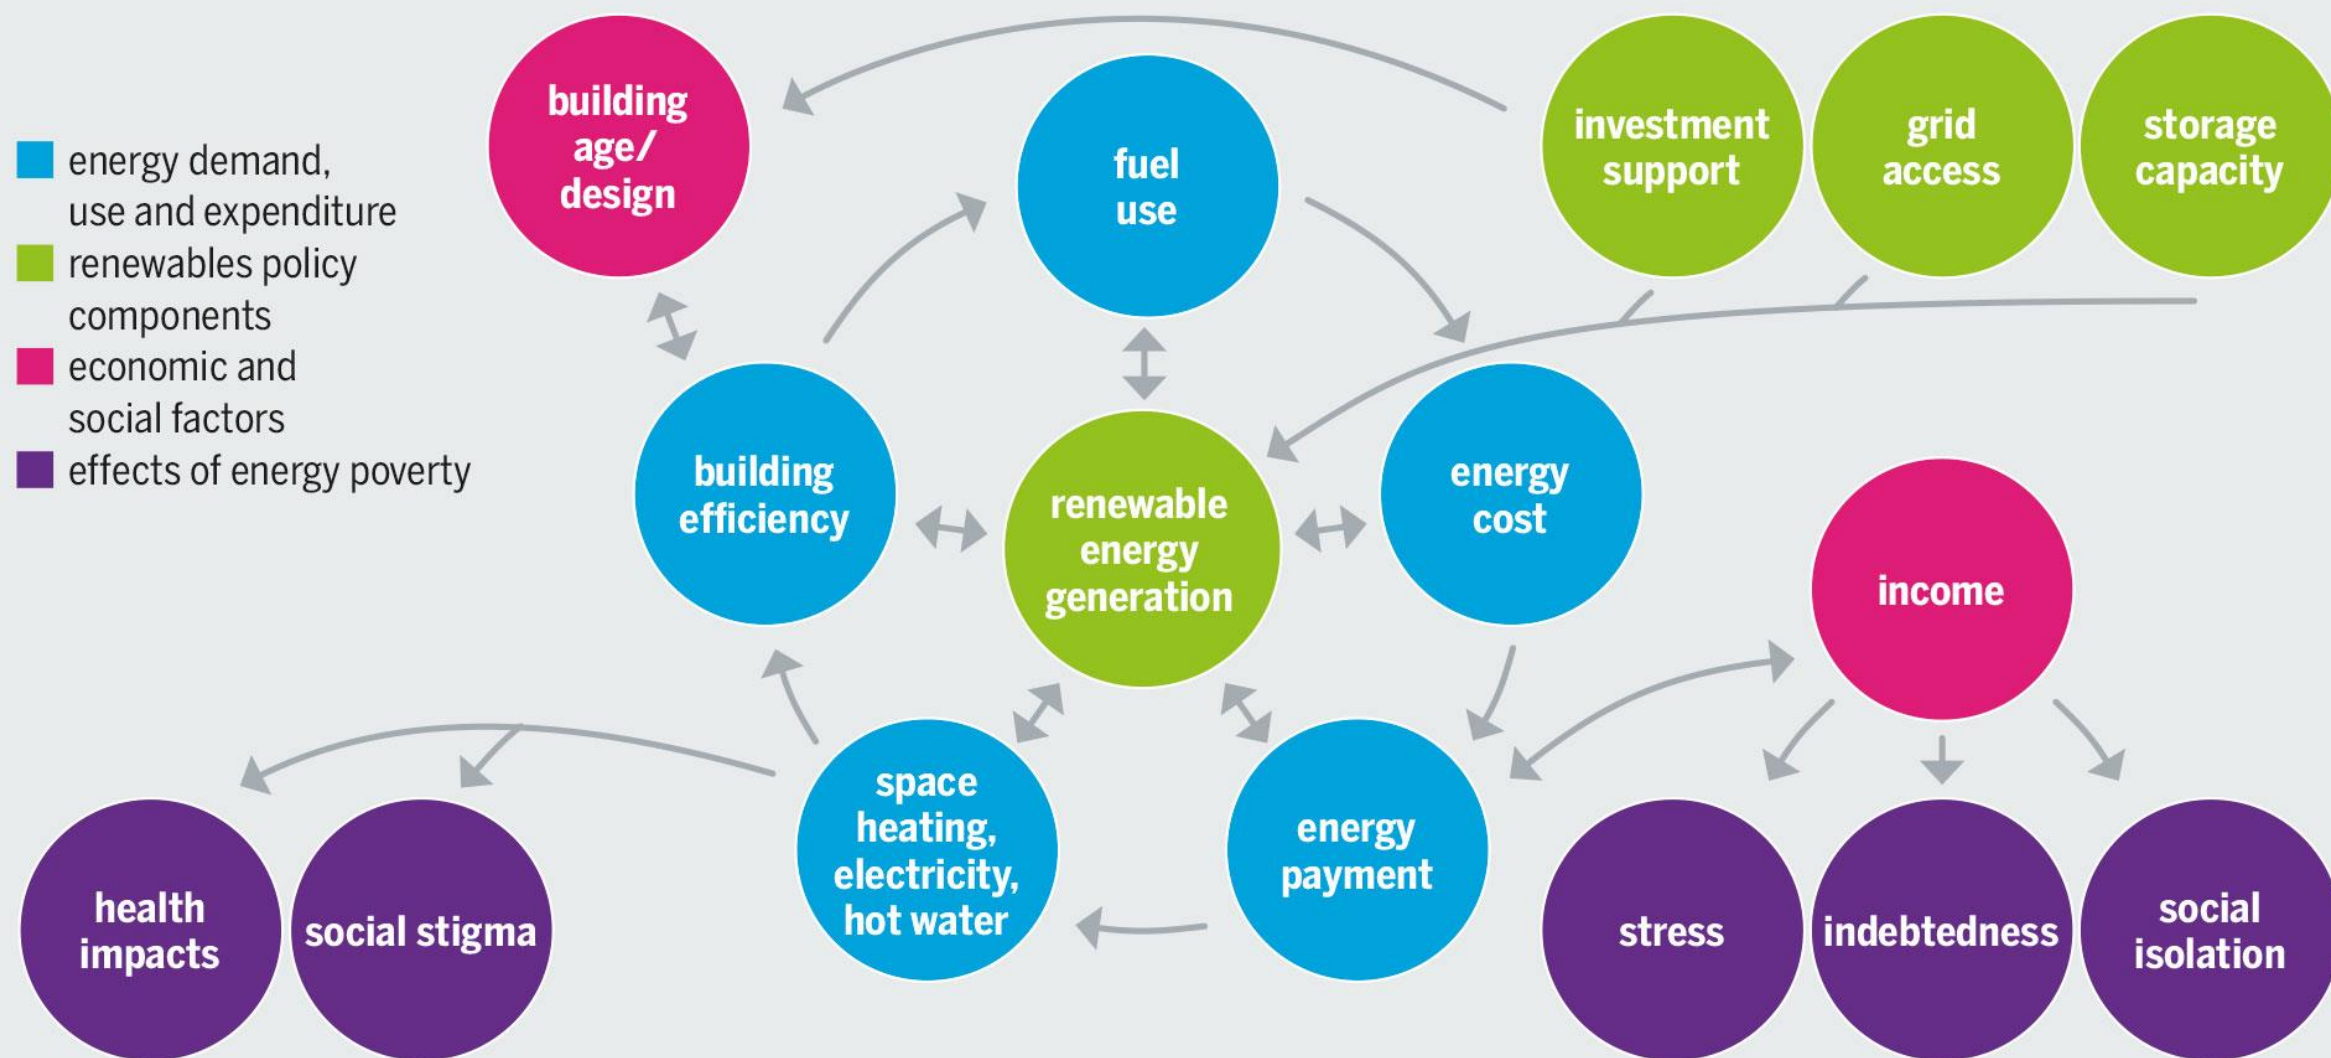 energy demand,
use and expenditure
renewables policy
components
economic and
social factors
effects of energy poverty
building
age/
design
fuel
use
investment
support
grid
access
storage
capacity
building
efficiency
renewable
energy
generation
energy
cost
income
space
heating,
electricity,
hot water
energy
payment
health
impacts
social stigma
stress
indebtedness
social
isolation